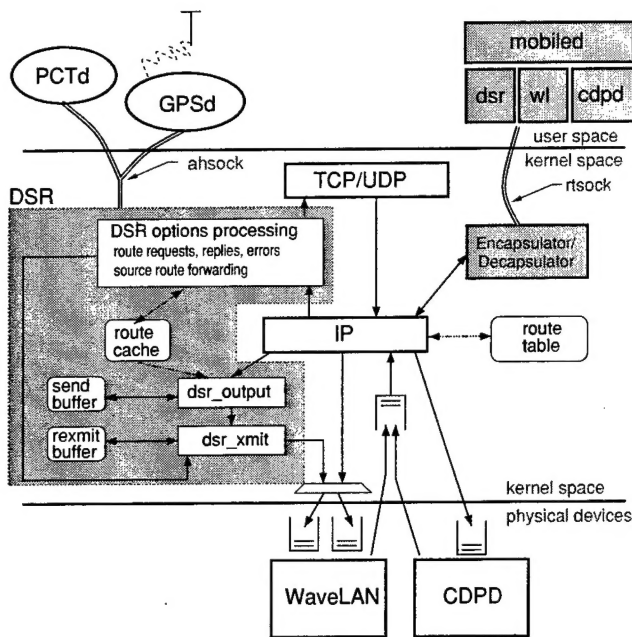 PCTd
GPSd
mobiled
dsr
wl
cdpd
user space
kernel space
ahsock
rtsock
DSR
TCP/UDP
DSR options processing
route requests, replies, errors
source route forwarding
Encapsulator/
Decapsulator
route
cache
IP
route
table
send
buffer
dsr_output
rexmit
buffer
dsr_xmit
kernel space
physical devices
WaveLAN
CDPD